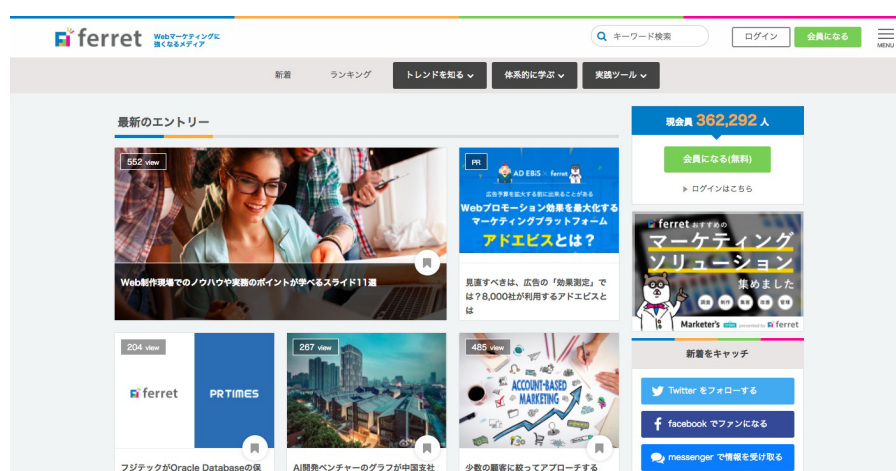 ferret
Webマーケティングに
強くなるメディア
キーワード検索
ログイン
会員になる
MENU
新着
ランキング
トレンドを知る
体系的に学ぶ
実践ツール
最新のエントリー
552 view
Web制作現場でのノウハウや実務のポイントが学べるスライド11選
PR
AD EBiS × ferret
広告予算を拡大する前に出来ることがある
Webプロモーション効果を最大化する
マーケティングプラットフォーム
アドエビスとは？
見直すべきは、広告の「効果測定」で
は？8,000社が利用するアドエビスと
は
204 view
ferret
PRTIMES
フジテックがOracle Databaseの保
267 view
AI開発ベンチャーのグラフが中国支社
485 view
ACCOUNT-BASED
MARKETING
少数の顧客に絞ってアプローチする
現会員 362,292 人
会員になる(無料)
ログインはこちら
ferret おすすめの
マーケティング
ソリューション
集めました
調査 制作 集客 改善 管理
Marketer's presented by ferret
新着をキャッチ
Twitter をフォローする
facebook でファンになる
messenger で情報を受け取る